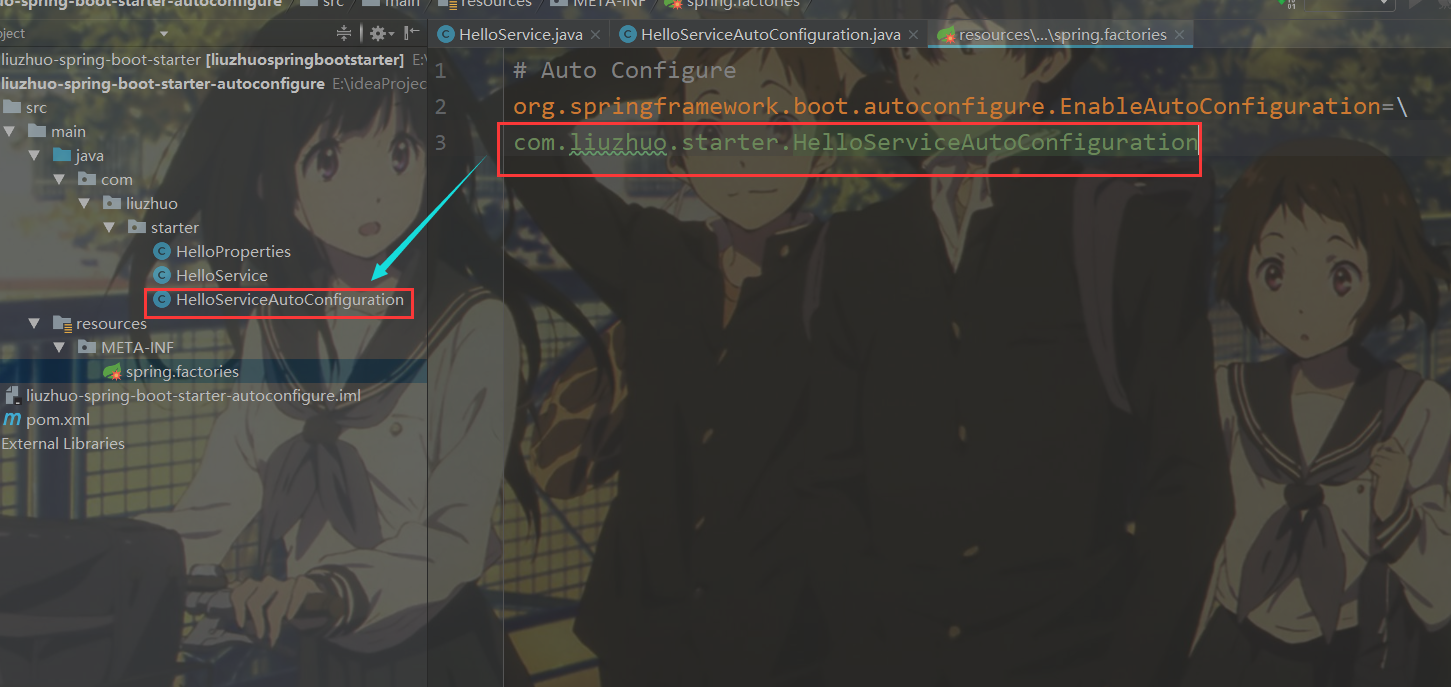 uo-spring-boot-starter-autoconfigure src main resources META-INF spring.factories
oject
HelloService.java HelloServiceAutoConfiguration.java resources\...\spring.factories
liuzhuo-spring-boot-starter [liuzhuospringbootstarter] E:\
liuzhuo-spring-boot-starter-autoconfigure E:\ideaProjec
src
main
java
com
liuzhuo
starter
HelloProperties
HelloService
HelloServiceAutoConfiguration
resources
META-INF
spring.factories
liuzhuo-spring-boot-starter-autoconfigure.iml
pom.xml
External Libraries
1 # Auto Configure
2 org.springframework.boot.autoconfigure.EnableAutoConfiguration=\
3 com.liuzhuo.starter.HelloServiceAutoConfiguration